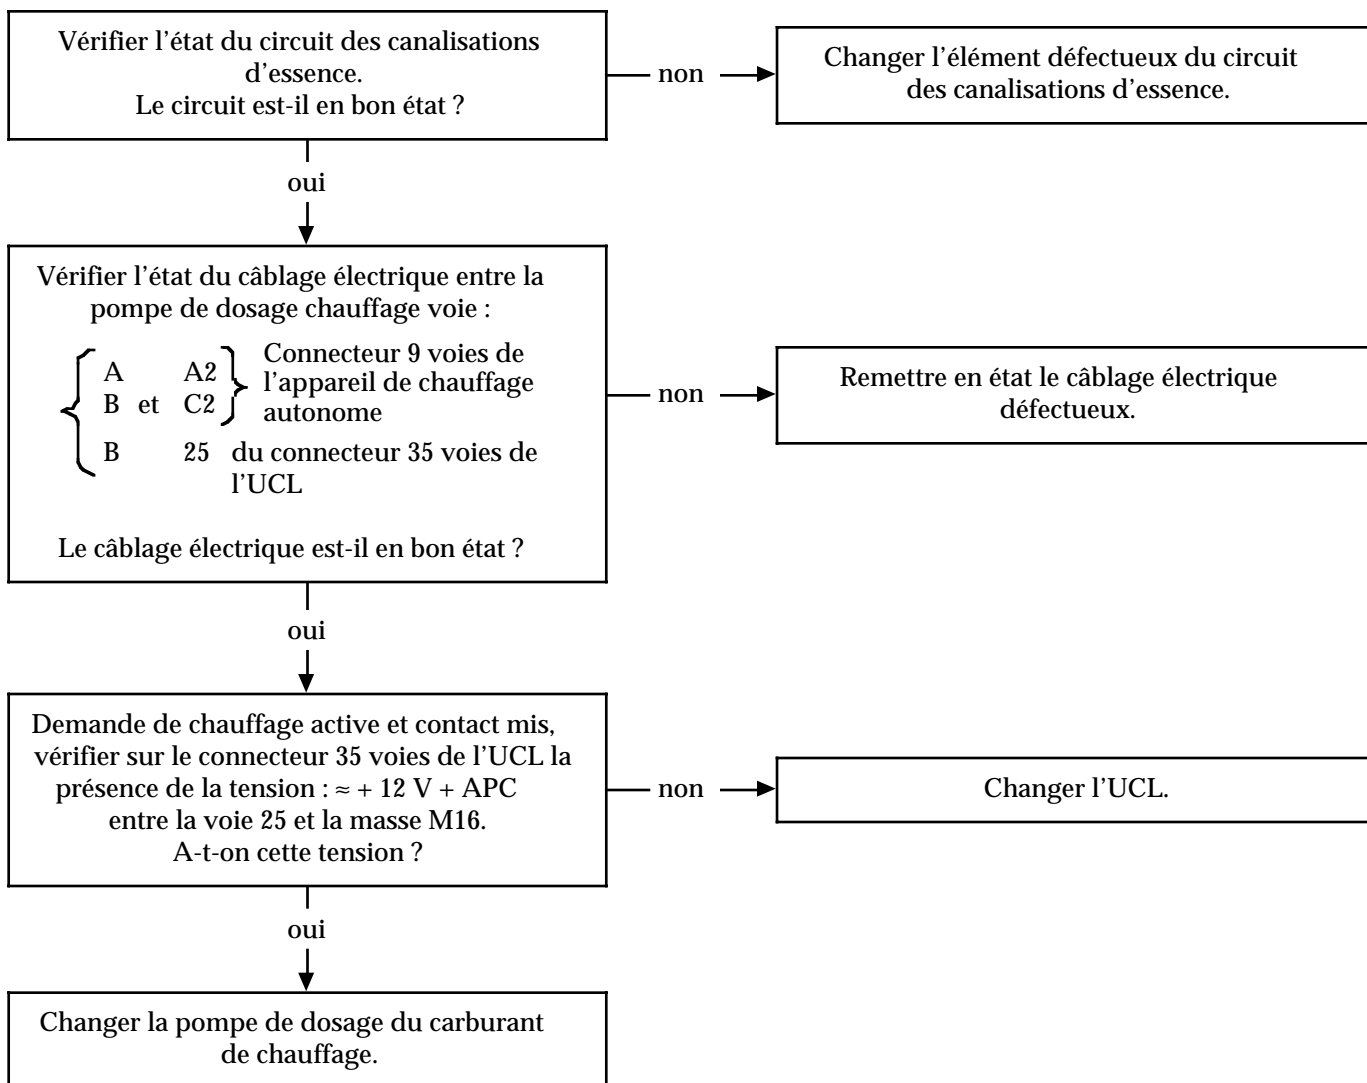 Vérifier l’état du circuit des canalisations
d’essence.
Le circuit est-il en bon état ?
non
Changer l’élément défectueux du circuit
des canalisations d’essence.
oui
Vérifier l’état du câblage électrique entre la
pompe de dosage chauffage voie :
A A2
B et C2
Connecteur 9 voies de
l’appareil de chauffage
autonome
B 25 du connecteur 35 voies de
l’UCL
Le câblage électrique est-il en bon état ?
non
Remettre en état le câblage électrique
défectueux.
oui
Demande de chauffage active et contact mis,
vérifier sur le connecteur 35 voies de l’UCL la
présence de la tension : ≈ + 12 V + APC
entre la voie 25 et la masse M16.
A-t-on cette tension ?
non
Changer l’UCL.
oui
Changer la pompe de dosage du carburant
de chauffage.